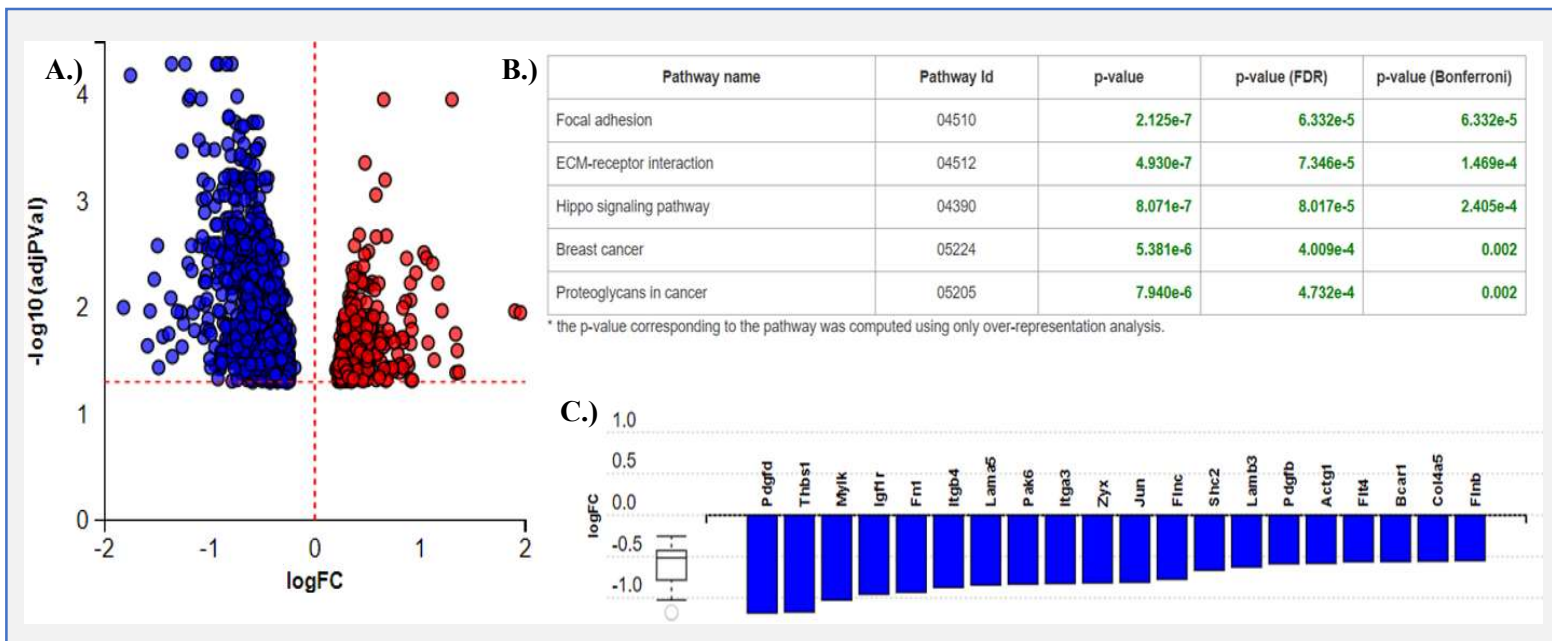 A.)
-log10(adjPVal)
4
3
2
1
0
-2
-1
0
1
2
logFC
B.)
Pathway name Pathway Id p-value p-value (FDR) p-value (Bonferroni)
Focal adhesion 04510 2.125e-7 6.332e-5 6.332e-5
ECM-receptor interaction 04512 4.930e-7 7.346e-5 1.469e-4
Hippo signaling pathway 04390 8.071e-7 8.017e-5 2.405e-4
Breast cancer 05224 5.381e-6 4.009e-4 0.002
Proteoglycans in cancer 05205 7.940e-6 4.732e-4 0.002
* the p-value corresponding to the pathway was computed using only over-representation analysis.
C.)
logFC
1.0
0.5
0.0
-0.5
-1.0
Pdgfd
Thbs1
Mylk
Igf1r
Fn1
Itgb4
Lama5
Pak6
Itga3
Zyx
Jun
Flnc
Shc2
Lamb3
Pdgfb
Actg1
Flt4
Bcar1
Col4a5
Flnb